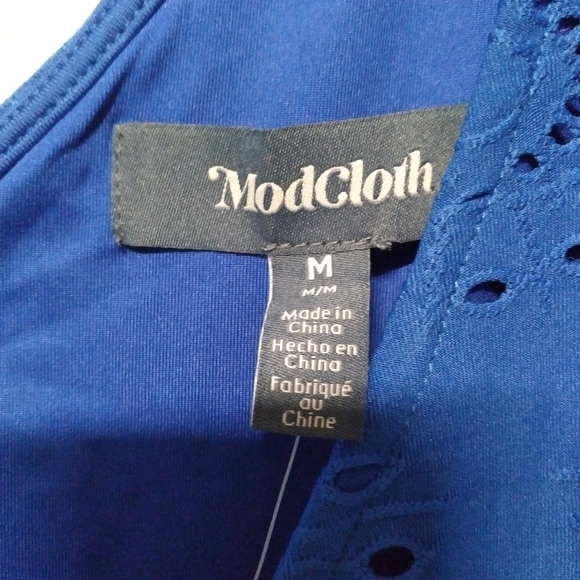 ModCloth
M
M/M
Made in
China
Hecho en
China
Fabriqué
au
Chine